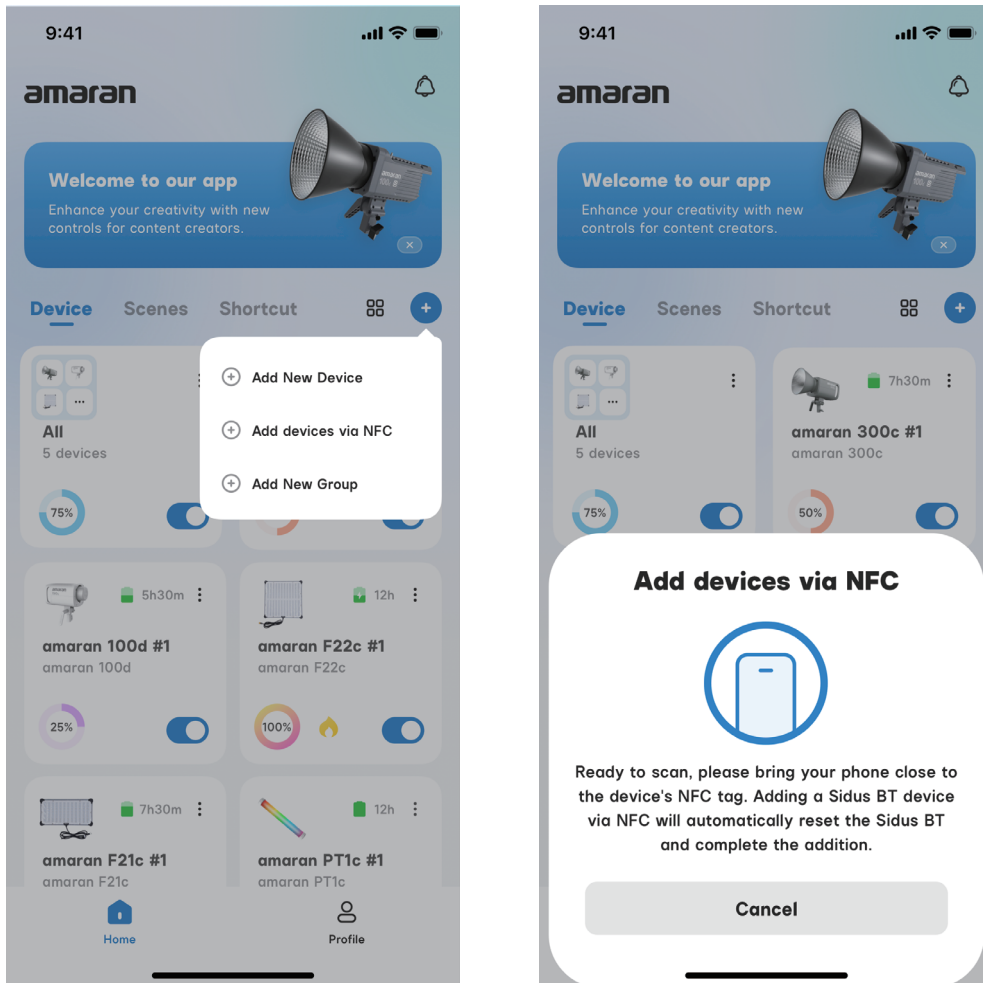 9:41
amaran
Welcome to our app
Enhance your creativity with new
controls for content creators.
Device Scenes Shortcut
Add New Device
Add devices via NFC
Add New Group
All
5 devices
75%
5h30m
amaran 100d #1
amaran 100d
25%
12h
amaran F22c #1
amaran F22c
100%
7h30m
amaran F21c #1
amaran F21c
12h
amaran PT1c #1
amaran PT1c
Home
Profile
9:41
amaran
Welcome to our app
Enhance your creativity with new
controls for content creators.
Device Scenes Shortcut
All
5 devices
75%
7h30m
amaran 300c #1
amaran 300c
50%
Add devices via NFC
Ready to scan, please bring your phone close to
the device's NFC tag. Adding a Sidus BT device
via NFC will automatically reset the Sidus BT
and complete the addition.
Cancel